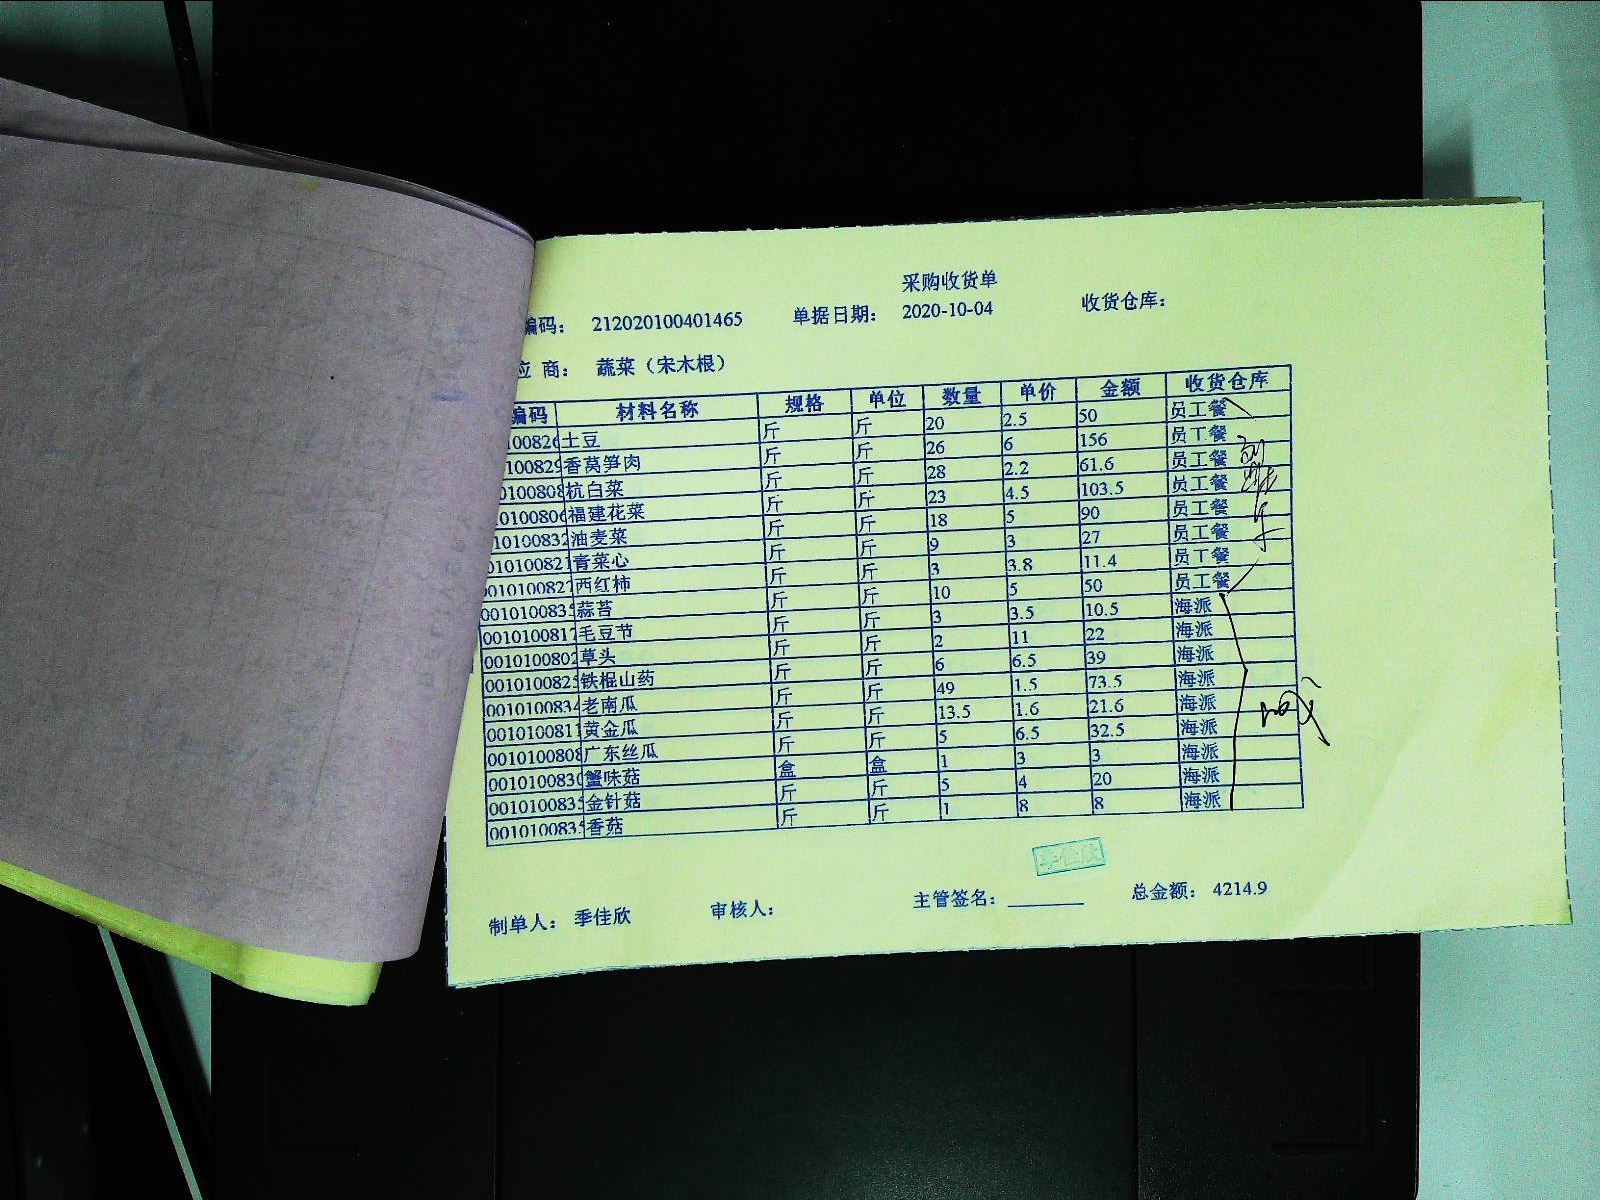 采购收货单
编码： 212020100401465 单据日期： 2020-10-04 收货仓库：
应 商： 蔬菜（宋木根）
编码 材料名称 规格 单位 数量 单价 金额 收货仓库
土豆 斤 斤 20 2.5 50 员工餐
香莴笋肉 斤 斤 26 6 156 员工餐
杭白菜 斤 斤 28 2.2 61.6 员工餐
福建花菜 斤 斤 23 4.5 103.5 员工餐
油麦菜 斤 斤 18 5 90 员工餐
青菜心 斤 斤 9 3 27 员工餐
西红柿 斤 斤 3 3.8 11.4 员工餐
蒜苔 斤 斤 10 5 50 员工餐
毛豆节 斤 斤 3 3.5 10.5 海派
草头 斤 斤 2 11 22 海派
铁棍山药 斤 斤 6 6.5 39 海派
老南瓜 斤 斤 49 1.5 73.5 海派
黄金瓜 斤 斤 13.5 1.6 21.6 海派
广东丝瓜 斤 斤 5 6.5 32.5 海派
蟹味菇 盒 盒 1 3 3 海派
金针菇 斤 斤 5 4 20 海派
香菇 斤 斤 1 8 8 海派
季佳欣
制单人： 季佳欣 审核人： 主管签名： 总金额： 4214.9